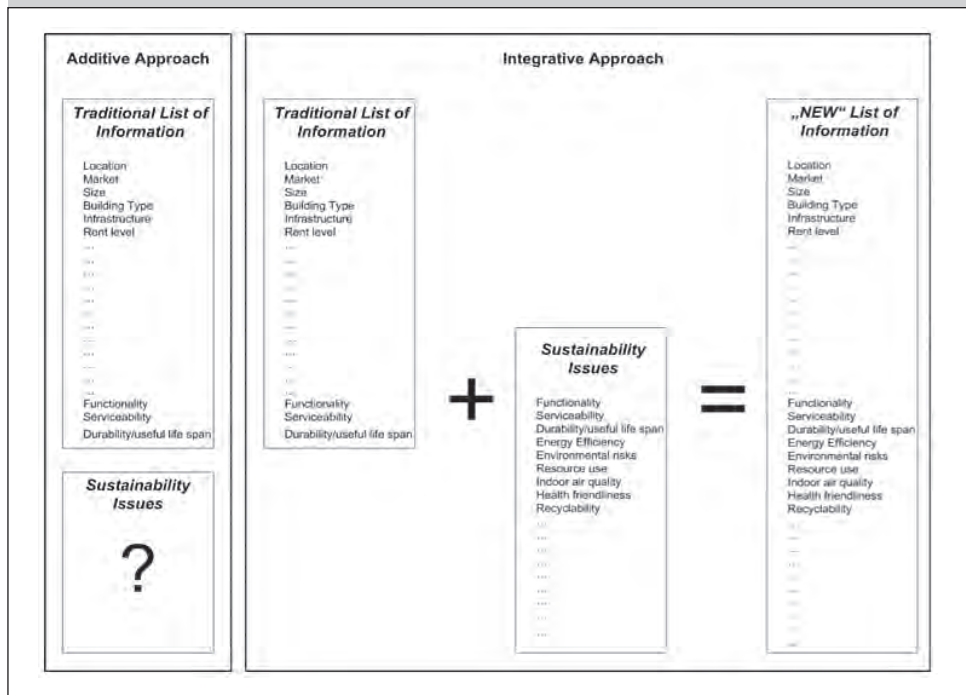 Additive Approach
Traditional List of
Information
Location
Market
Size
Building Type
Infrastructure
Rent level
...
...
...
...
...
...
...
...
...
...
...
...
Functionality
Serviceability
Durability/useful life span
Sustainability
Issues
?
Integrative Approach
Traditional List of
Information
Location
Market
Size
Building Type
Infrastructure
Rent level
...
...
...
...
...
...
...
...
...
...
...
...
Functionality
Serviceability
Durability/useful life span
+
Sustainability
Issues
Functionality
Serviceability
Durability/useful life span
Energy Efficiency
Environmental risks
Resource use
Indoor air quality
Health friendliness
Recyclability
...
...
...
...
...
...
...
...
...
=
„NEW“ List of
Information
Location
Market
Size
Building Type
Infrastructure
Rent level
...
...
...
...
...
...
...
...
...
...
...
...
Functionality
Serviceability
Durability/useful life span
Energy Efficiency
Environmental risks
Resource use
Indoor air quality
Health friendliness
Recyclability
...
...
...
...
...
...
...
...
...
...